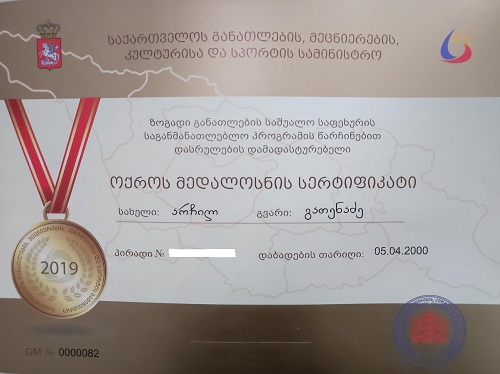 საქართველოს განათლების, მეცნიერების,
კულტურისა და სპორტის სამინისტრო
ზოგადი განათლების საშუალო საფეხურის
საგანმანათლებლო პროგრამის წარჩინებით
დასრულების დამადასტურებელი
ოქროს მედალოსნის სერტიფიკატი
სახელი: არჩილ გვარი: გათენაძე
პირადი № დაბადების თარიღი: 05.04.2000
2019
GM № 0000082